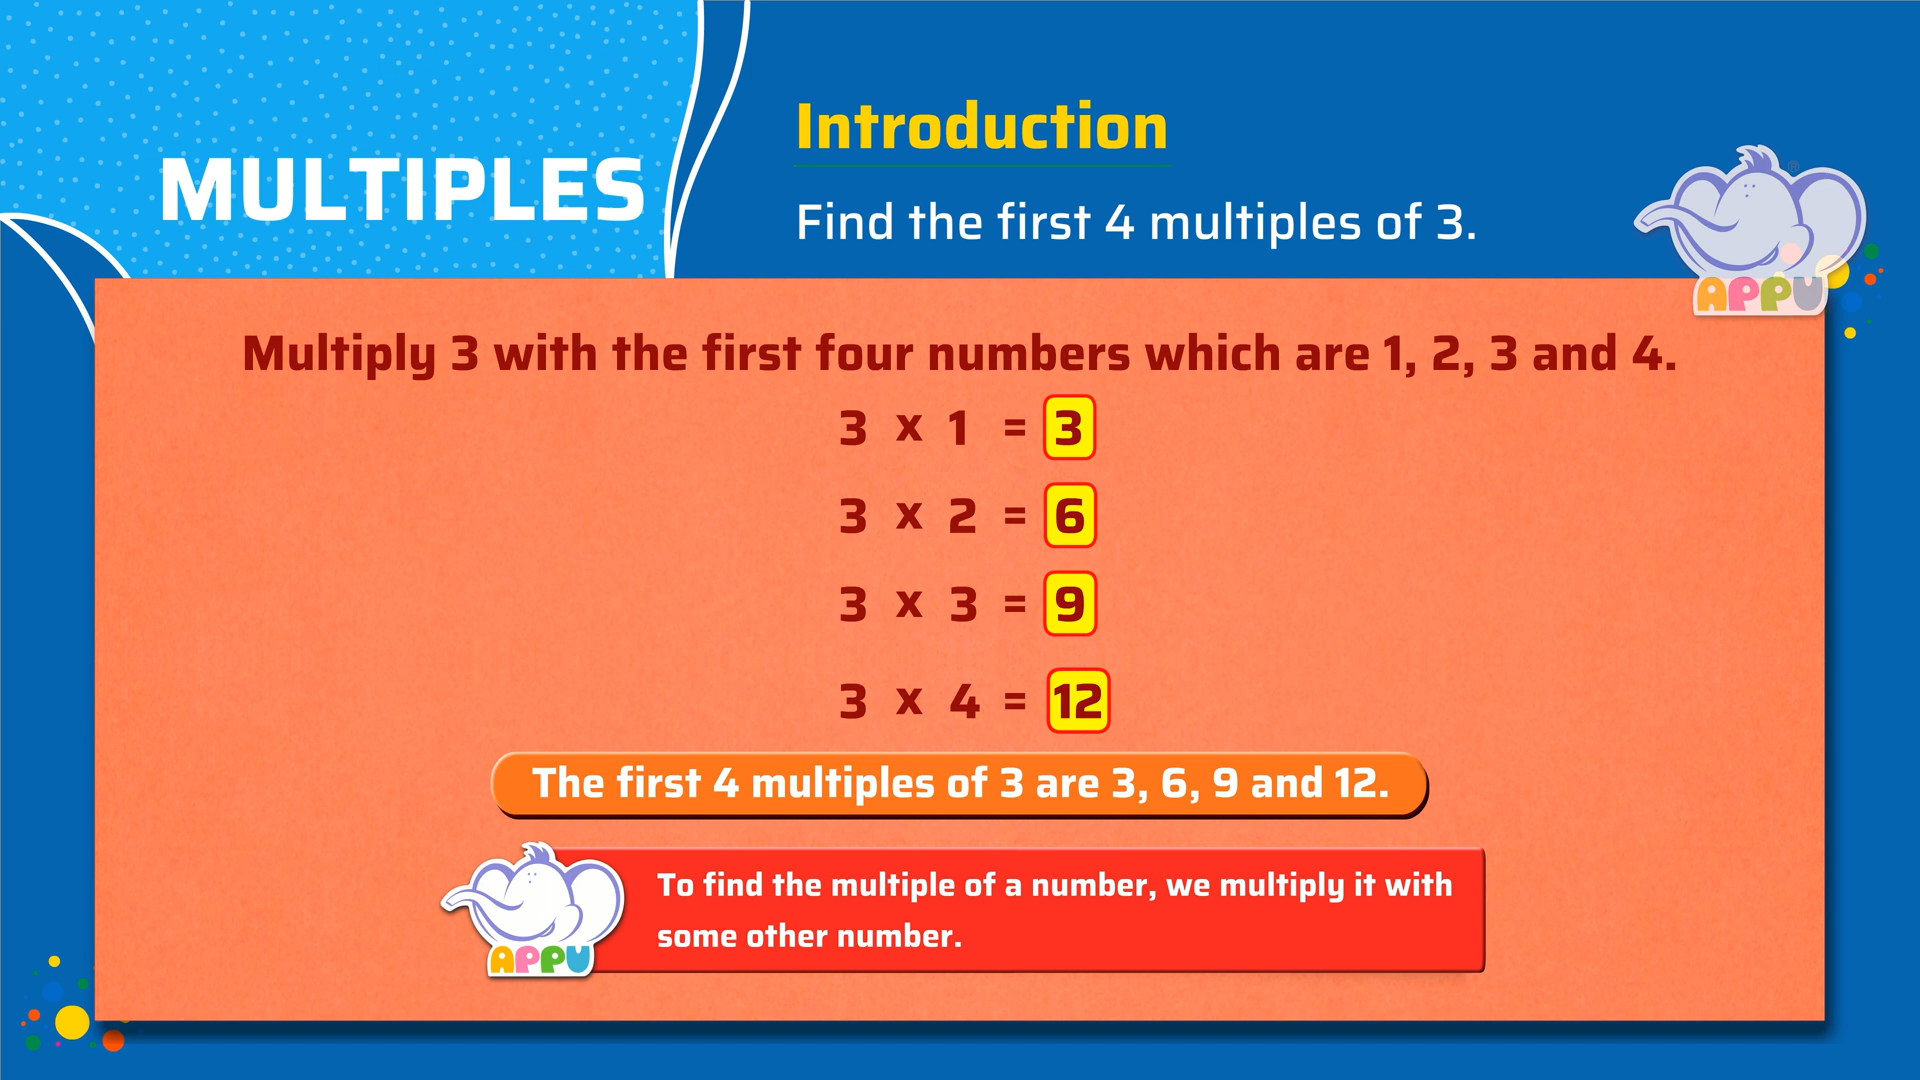 MULTIPLES
Introduction
Find the first 4 multiples of 3.
APPU
Multiply 3 with the first four numbers which are 1, 2, 3 and 4.
3 x 1 = 3
3 x 2 = 6
3 x 3 = 9
3 x 4 = 12
The first 4 multiples of 3 are 3, 6, 9 and 12.
To find the multiple of a number, we multiply it with
some other number.
APPU